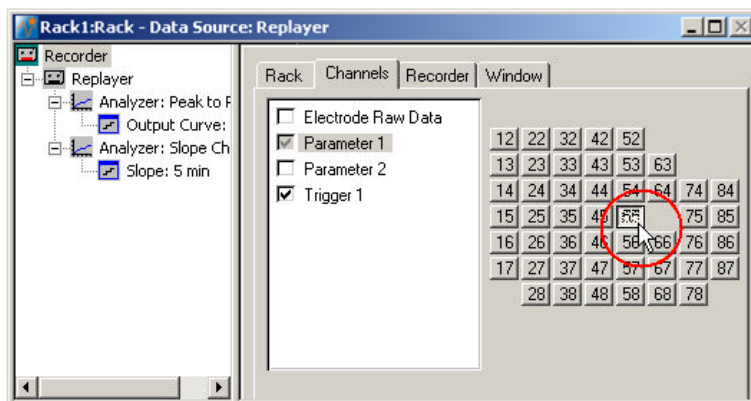 Rack1:Rack - Data Source: Replayer
Recorder
Replayer
Analyzer: Peak to
Output Curve:
Analyzer: Slope Ch
Slope: 5 min
Rack Channels Recorder Window
Electrode Raw Data
Parameter 1
Parameter 2
Trigger 1
12 22 32 42 52
13 23 33 43 53 63
14 24 34 44 54 64 74 84
15 25 35 45 55 75 85
16 26 36 46 56 66 76 86
17 27 37 47 57 67 77 87
28 38 48 58 68 78